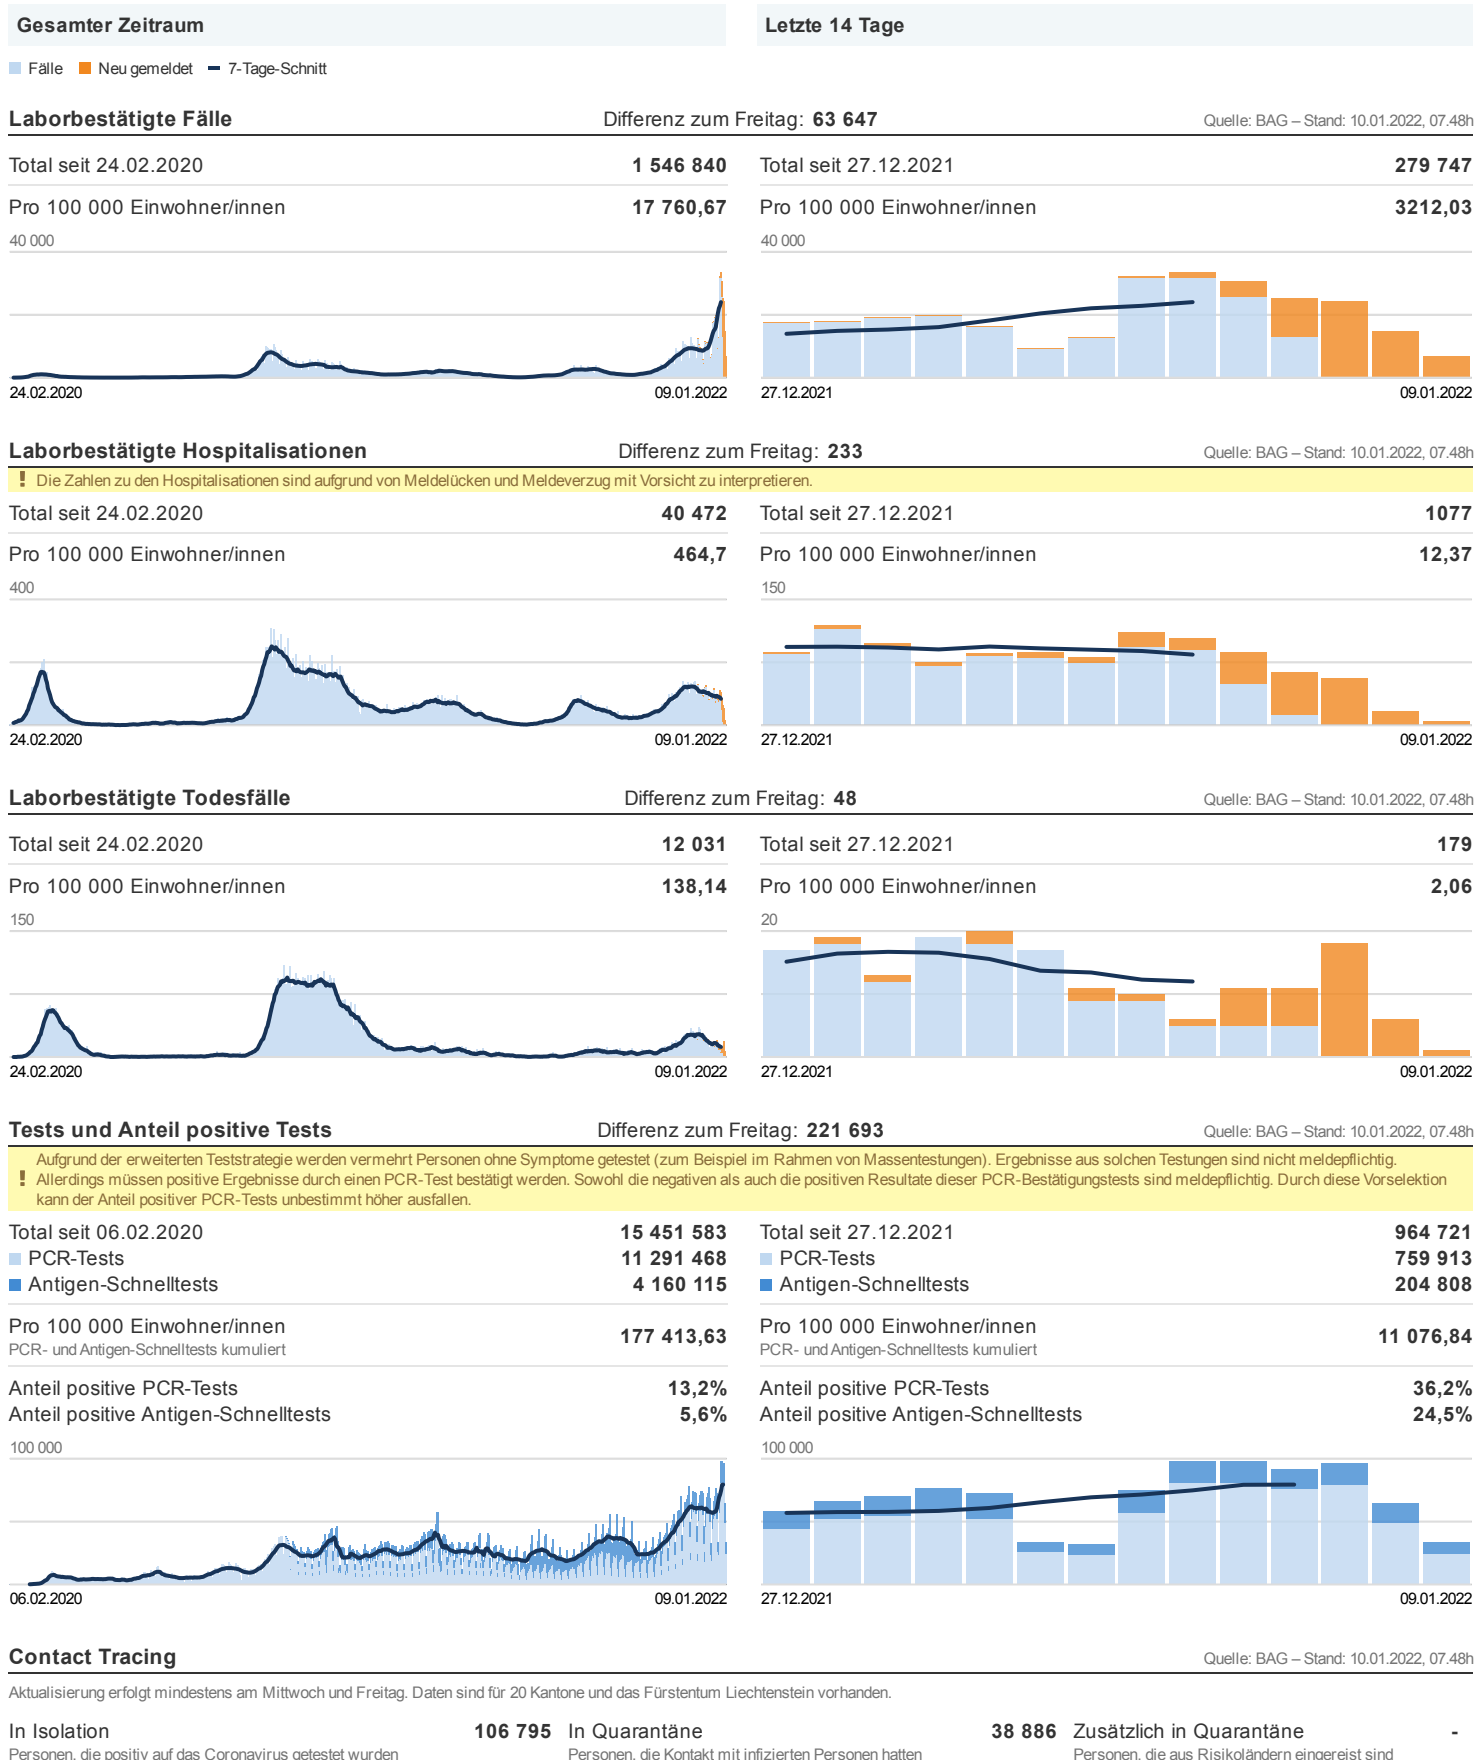 Gesamter Zeitraum
Letzte 14 Tage
Fälle Neu gemeldet 7-Tage-Schnitt
Laborbestätigte Fälle Differenz zum Freitag: 63 647 Quelle: BAG – Stand: 10.01.2022, 07.48h
Total seit 24.02.2020 1 546 840
Pro 100 000 Einwohner/innen 17 760,67
40 000
24.02.2020 09.01.2022
Total seit 27.12.2021 279 747
Pro 100 000 Einwohner/innen 3212,03
40 000
27.12.2021 09.01.2022
Laborbestätigte Hospitalisationen Differenz zum Freitag: 233 Quelle: BAG – Stand: 10.01.2022, 07.48h
! Die Zahlen zu den Hospitalisationen sind aufgrund von Meldelücken und Meldeverzug mit Vorsicht zu interpretieren.
Total seit 24.02.2020 40 472
Pro 100 000 Einwohner/innen 464,7
400
24.02.2020 09.01.2022
Total seit 27.12.2021 1077
Pro 100 000 Einwohner/innen 12,37
150
27.12.2021 09.01.2022
Laborbestätigte Todesfälle Differenz zum Freitag: 48 Quelle: BAG – Stand: 10.01.2022, 07.48h
Total seit 24.02.2020 12 031
Pro 100 000 Einwohner/innen 138,14
150
24.02.2020 09.01.2022
Total seit 27.12.2021 179
Pro 100 000 Einwohner/innen 2,06
20
27.12.2021 09.01.2022
Tests und Anteil positive Tests Differenz zum Freitag: 221 693 Quelle: BAG – Stand: 10.01.2022, 07.48h
Aufgrund der erweiterten Teststrategie werden vermehrt Personen ohne Symptome getestet (zum Beispiel im Rahmen von Massentestungen). Ergebnisse aus solchen Testungen sind nicht meldepflichtig.
! Allerdings müssen positive Ergebnisse durch einen PCR-Test bestätigt werden. Sowohl die negativen als auch die positiven Resultate dieser PCR-Bestätigungstests sind meldepflichtig. Durch diese Vorselektion
kann der Anteil positiver PCR-Tests unbestimmt höher ausfallen.
Total seit 06.02.2020 15 451 583
PCR-Tests 11 291 468
Antigen-Schnelltests 4 160 115
Pro 100 000 Einwohner/innen 177 413,63
PCR- und Antigen-Schnelltests kumuliert
Anteil positive PCR-Tests 13,2%
Anteil positive Antigen-Schnelltests 5,6%
100 000
06.02.2020 09.01.2022
Total seit 27.12.2021 964 721
PCR-Tests 759 913
Antigen-Schnelltests 204 808
Pro 100 000 Einwohner/innen 11 076,84
PCR- und Antigen-Schnelltests kumuliert
Anteil positive PCR-Tests 36,2%
Anteil positive Antigen-Schnelltests 24,5%
100 000
27.12.2021 09.01.2022
Contact Tracing Quelle: BAG – Stand: 10.01.2022, 07.48h
Aktualisierung erfolgt mindestens am Mittwoch und Freitag. Daten sind für 20 Kantone und das Fürstentum Liechtenstein vorhanden.
In Isolation 106 795
Personen, die positiv auf das Coronavirus getestet wurden
In Quarantäne 38 886
Personen, die Kontakt mit infizierten Personen hatten
Zusätzlich in Quarantäne -
Personen, die aus Risikoländern eingereist sind